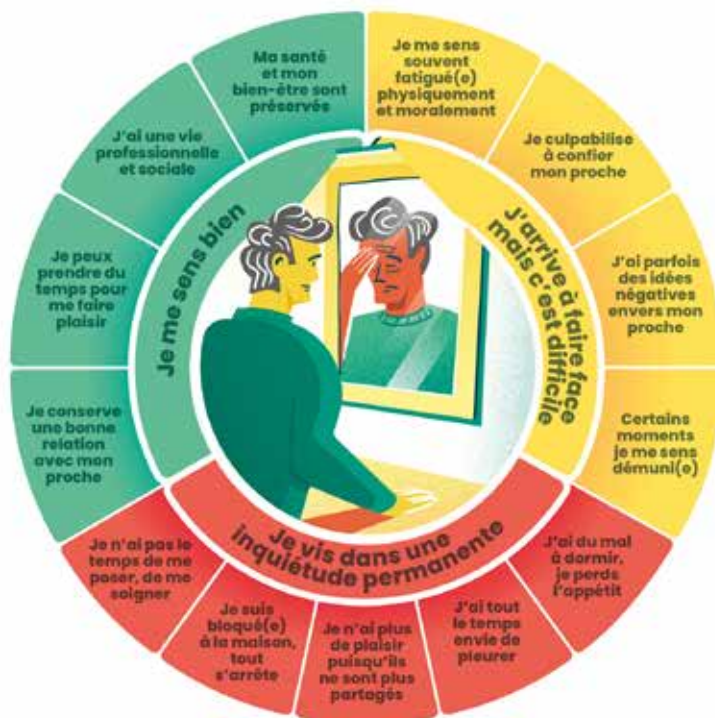 Ma santé
et mon
bien-être sont
préservés
J'ai une vie
professionnelle
et sociale
Je peux
prendre du
temps pour
me faire
plaisir
Je conserve
une bonne
relation
avec mon
proche
Je me sens bien
Je me sens
souvent
fatigué(e)
physiquement
et moralement
Je culpabilise
à confier
mon proche
J'ai parfois
des idées
négatives
envers mon
proche
Certains
moments
je me sens
démuni(e)
J'arrive à faire face
mais c'est difficile
J'ai du mal
à dormir,
je perds
l'appétit
J'ai tout
le temps
envie de
pleurer
Je n'ai plus
de plaisir
puisqu'ils
ne sont plus
partagés
Je suis
bloqué(e)
à la maison,
tout
s'arrête
Je n'ai pas le
temps de me
poser, de me
soigner
Je vis dans une
inquiétude permanente